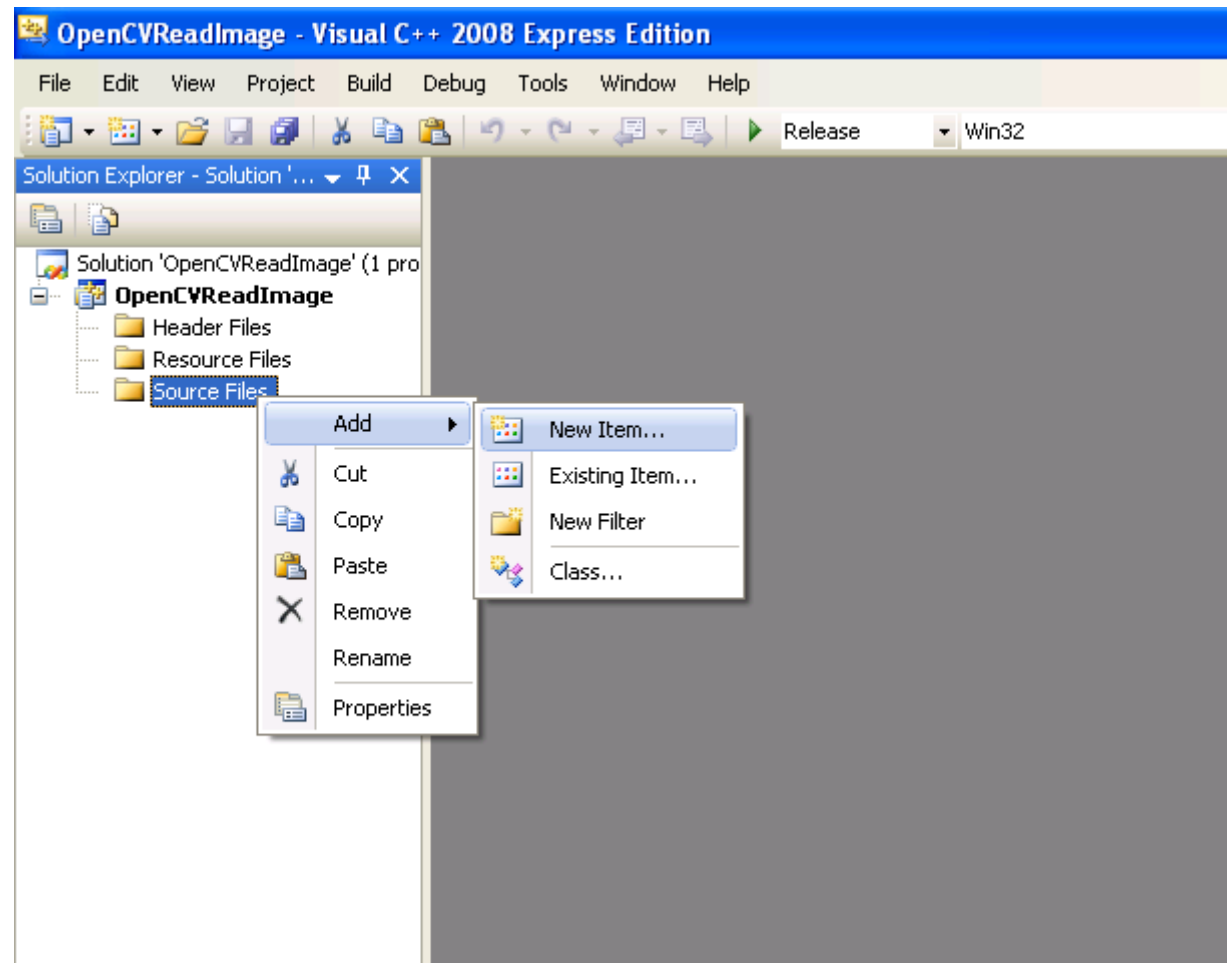 OpenCVReadImage - Visual C++ 2008 Express Edition
File Edit View Project Build Debug Tools Window Help
Release Win32
Solution Explorer - Solution '...
Solution 'OpenCVReadImage' (1 pro
OpenCVReadImage
Header Files
Resource Files
Source Files
Add
Cut
Copy
Paste
Remove
Rename
Properties
New Item...
Existing Item...
New Filter
Class...